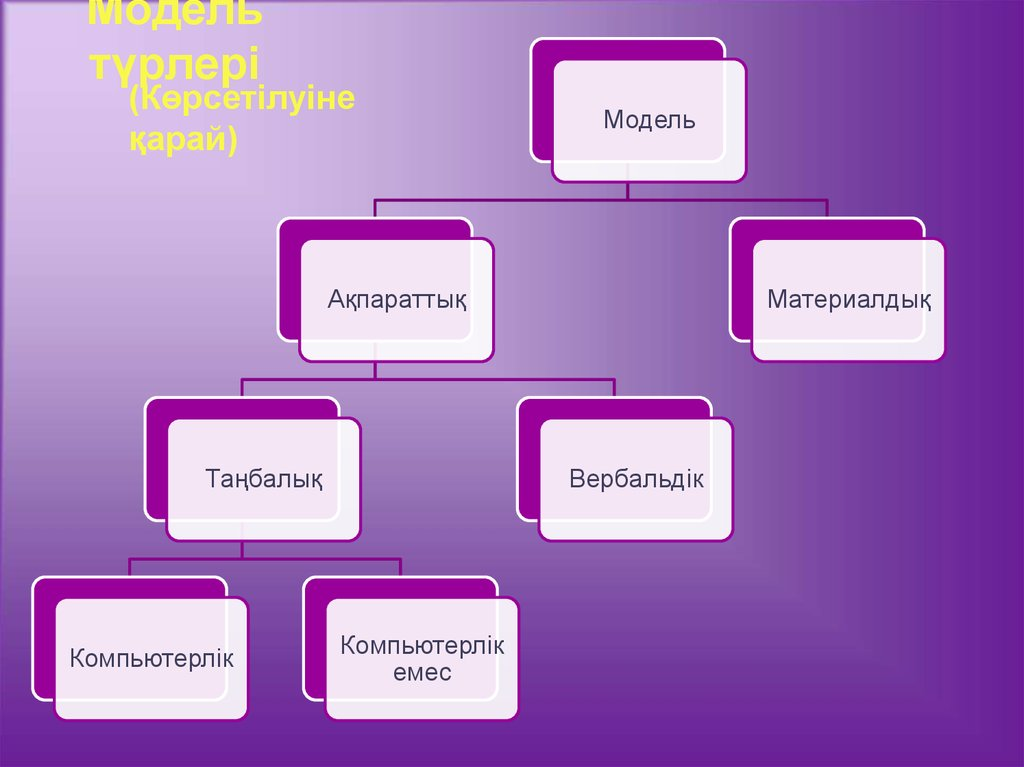 Модель
түрлері
(Көрсетілуіне
қарай)
Модель
Ақпараттық
Материалдық
Таңбалық
Вербальдік
Компьютерлік
Компьютерлік
емес